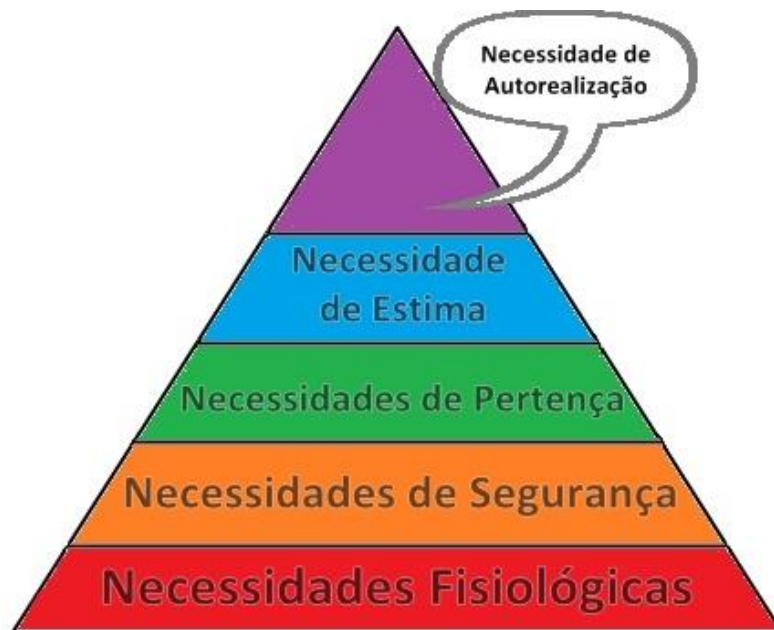 Necessidade de
Autorealização
Necessidade
de Estima
Necessidades de Pertença
Necessidades de Segurança
Necessidades Fisiológicas